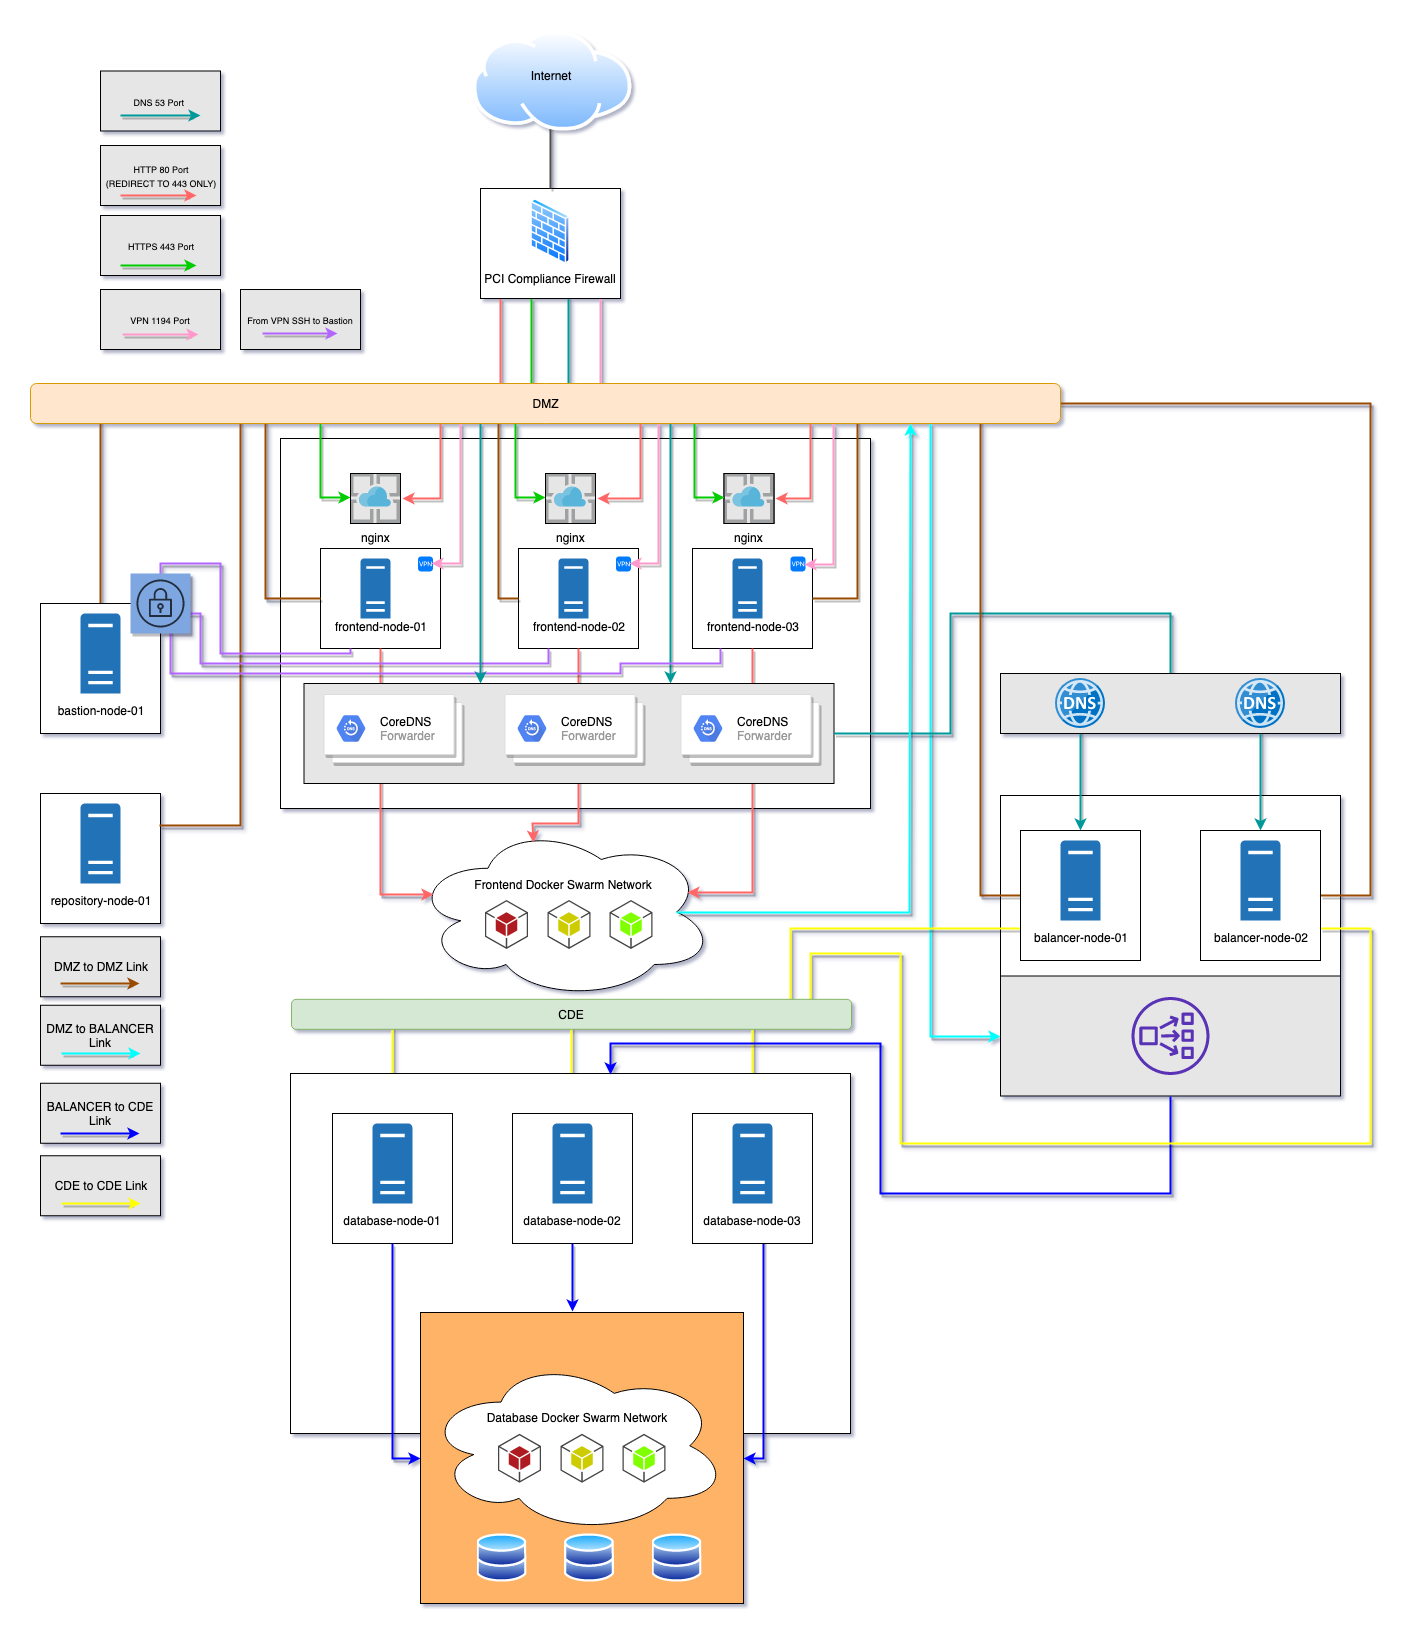 Internet
DNS 53 Port
HTTP 80 Port
(REDIRECT TO 443 ONLY)
HTTPS 443 Port
PCI Compliance Firewall
VPN 1194 Port
From VPN SSH to Bastion
DMZ
nginx
nginx
nginx
VPN
VPN
VPN
frontend-node-01
frontend-node-02
frontend-node-03
bastion-node-01
CoreDNS
Forwarder
CoreDNS
Forwarder
CoreDNS
Forwarder
DNS
DNS
DNS
DNS
DNS
repository-node-01
Frontend Docker Swarm Network
balancer-node-01
balancer-node-02
DMZ to DMZ Link
CDE
DMZ to BALANCER
Link
BALANCER to CDE
Link
CDE to CDE Link
database-node-01
database-node-02
database-node-03
Database Docker Swarm Network